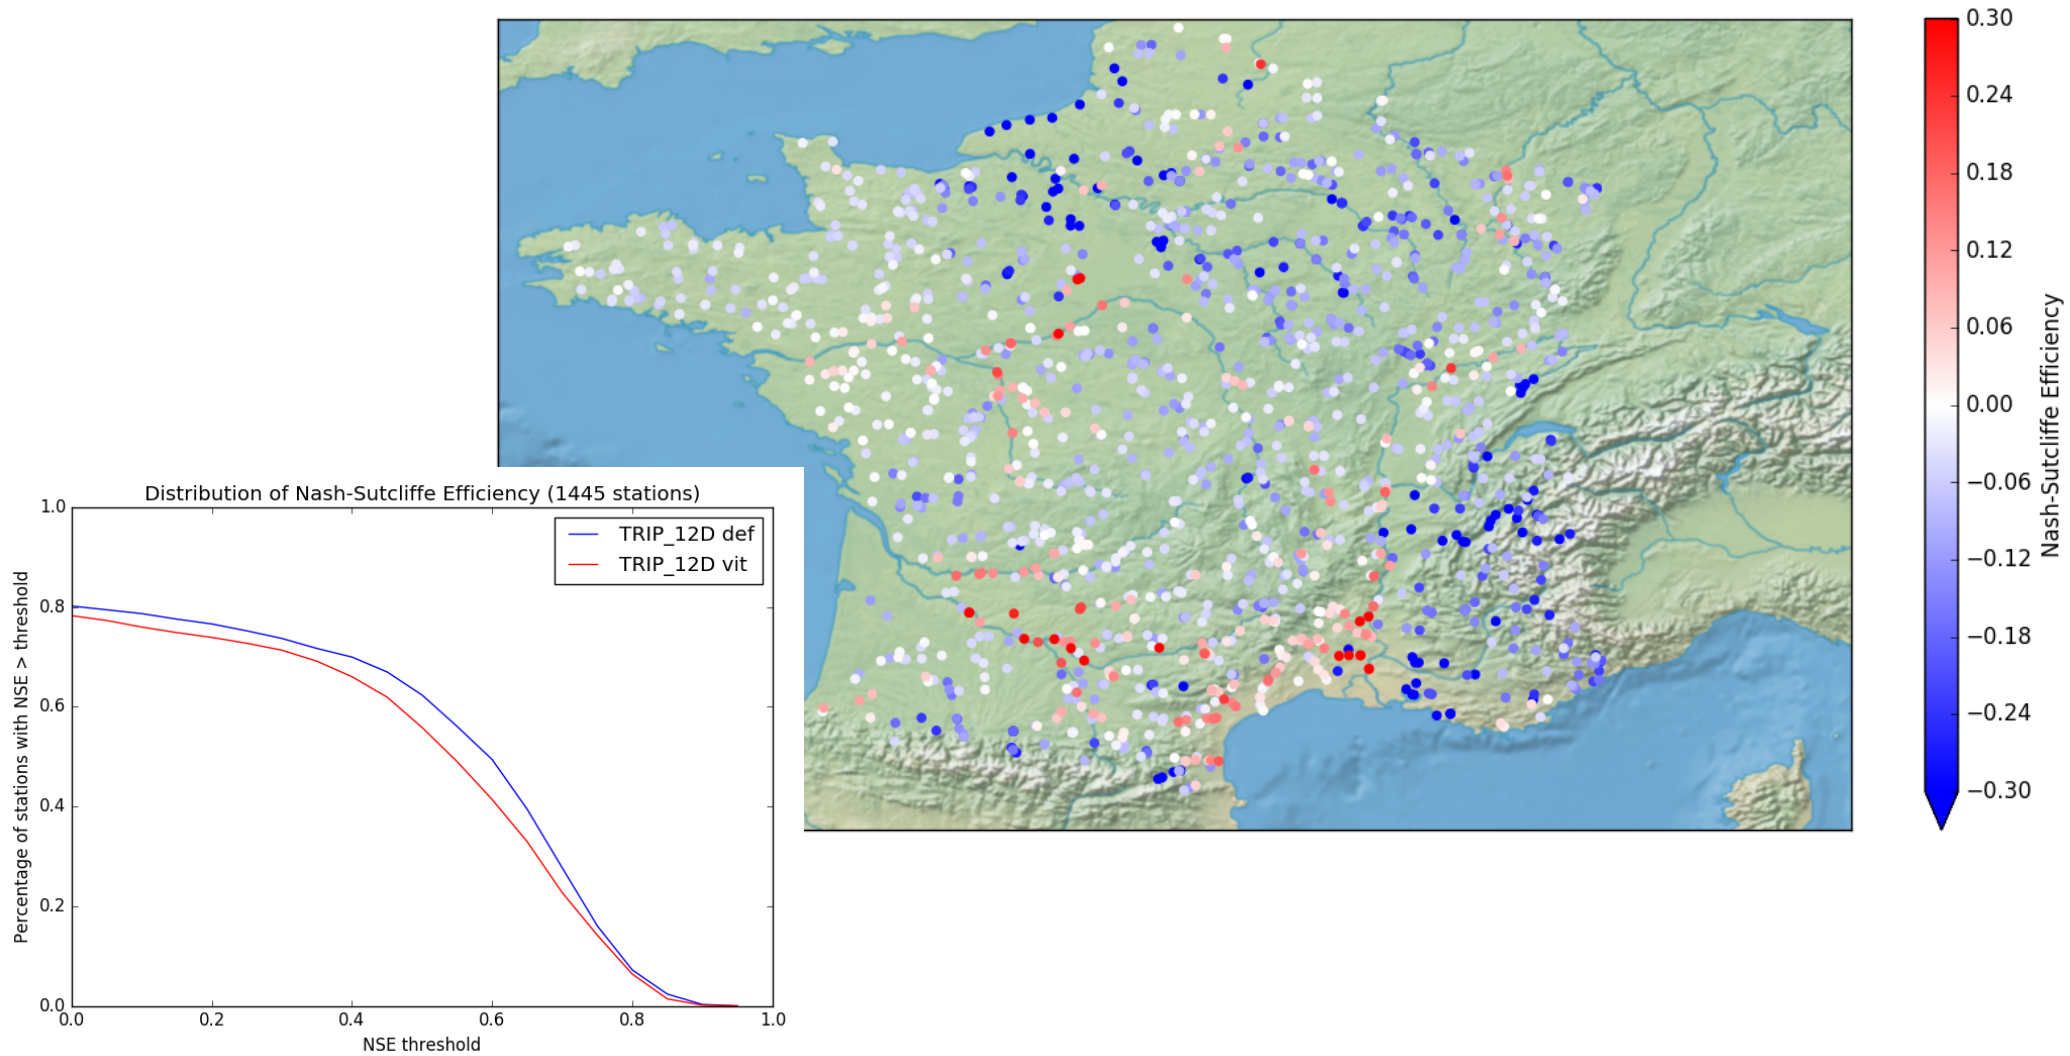 0.30
0.24
0.18
0.12
0.06
0.00
−0.06
−0.12
−0.18
−0.24
−0.30
Nash-Sutcliffe Efficiency
Distribution of Nash-Sutcliffe Efficiency (1445 stations)
TRIP_12D def
TRIP_12D vit
Percentage of stations with NSE > threshold
1.0
0.8
0.6
0.4
0.2
0.0
0.0 0.2 0.4 0.6 0.8 1.0
NSE threshold